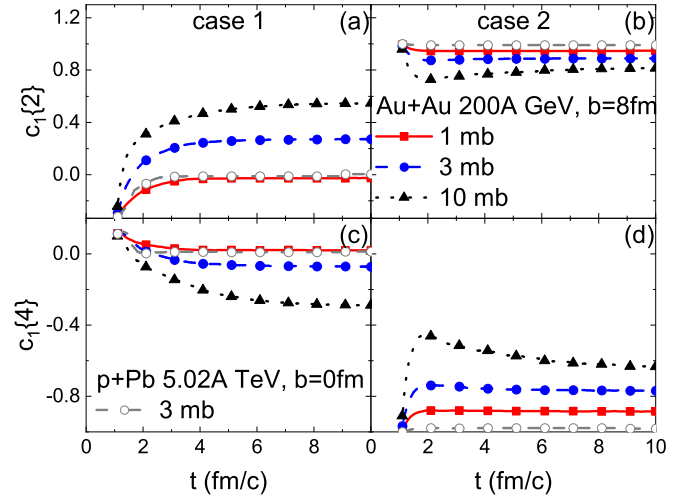 case 1
(a)
case 2
(b)
1.2
0.8
0.4
0.0
c₁{2}
Au+Au 200A GeV, b=8fm
1 mb
3 mb
10 mb
(c)
(d)
0.0
-0.4
-0.8
c₁{4}
p+Pb 5.02A TeV, b=0fm
3 mb
0 2 4 6 8 0 2 4 6 8 10
t (fm/c)
t (fm/c)